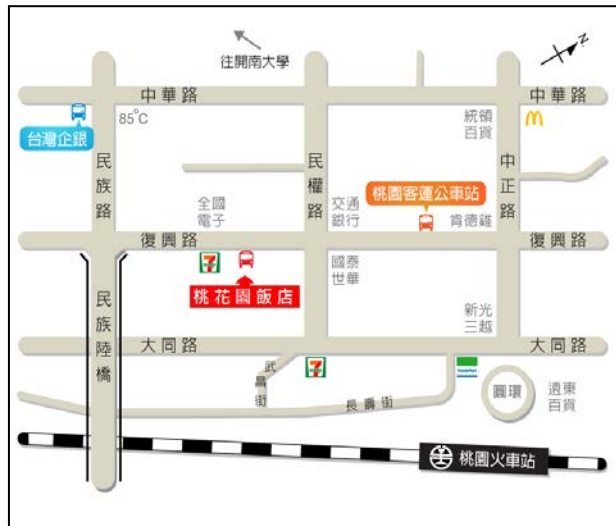 往開南大學
N
中華路
中華路
85°C
台灣企銀
統領
百貨
民族路
民權路
中正路
全國
電子
交通
銀行
桃園客運公車站
肯德雞
復興路
復興路
7
桃花園飯店
國泰
世華
民族陸橋
新光
三越
大同路
大同路
武昌街
7
FamilyMart
長壽街
圓環
遠東
百貨
桃園火車站